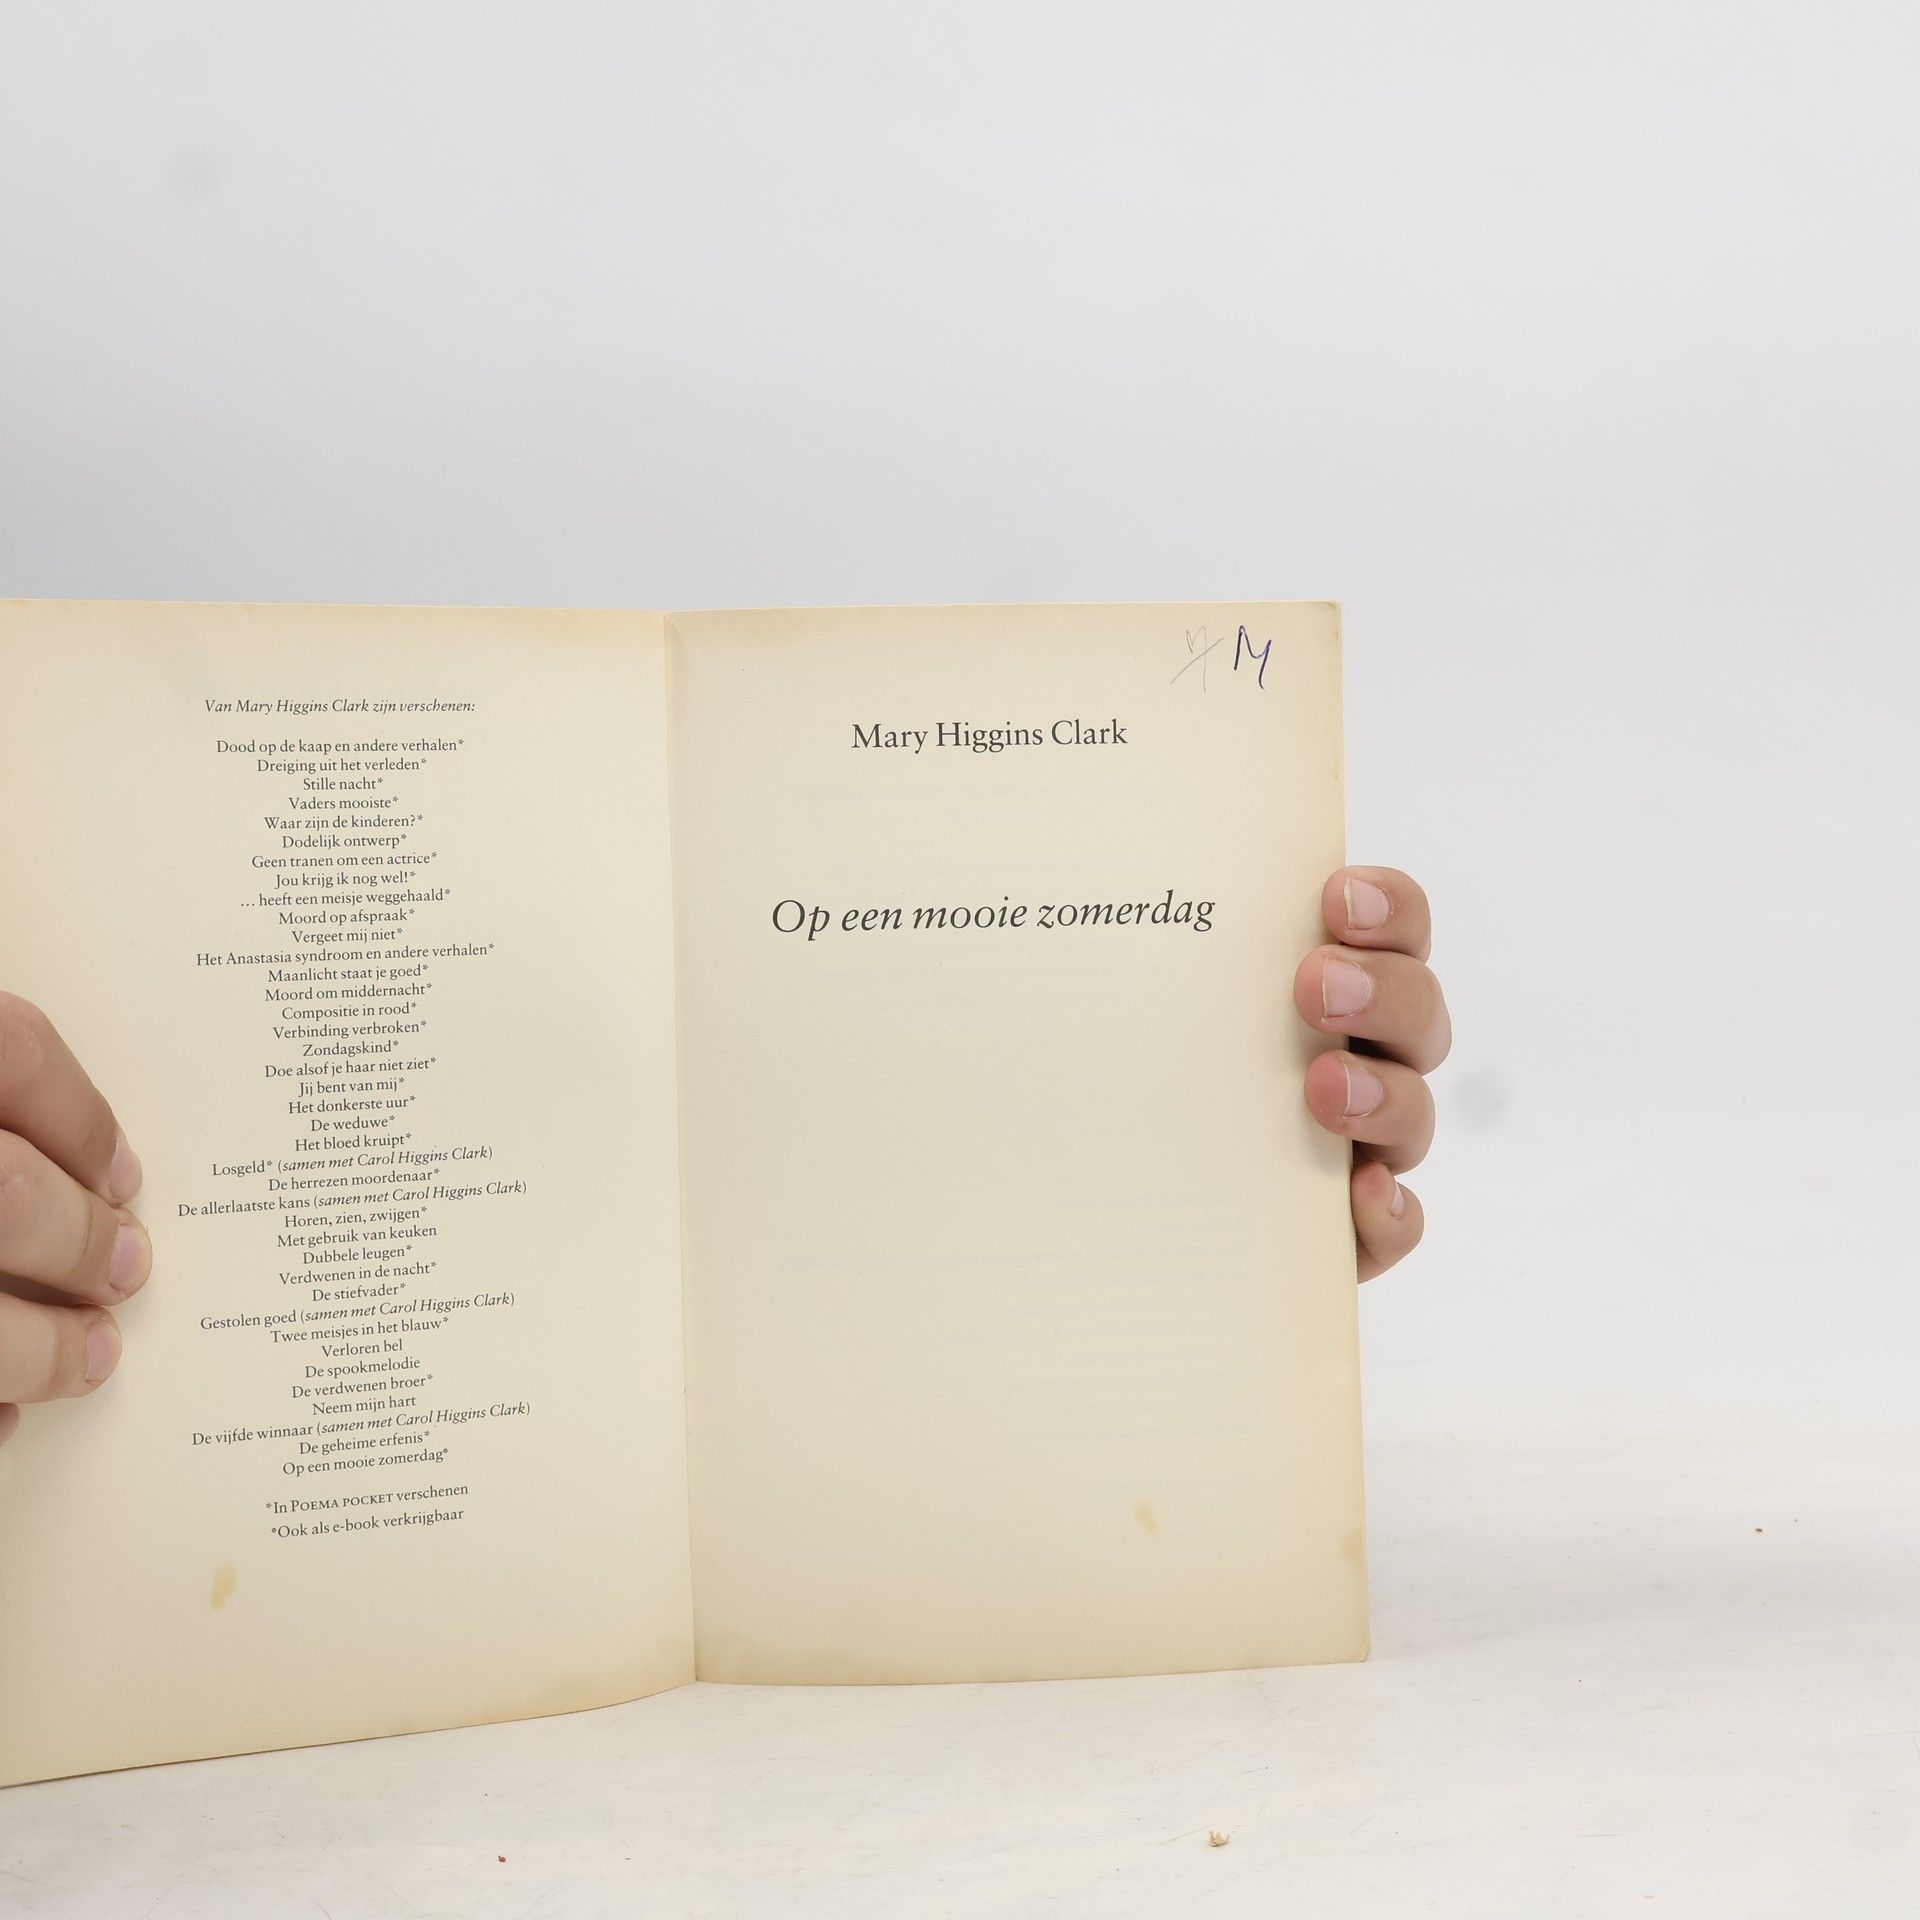 Van Mary Higgins Clark zijn verschenen:
Dood op de kaap en andere verhalen*
Dreiging uit het verleden*
Stille nacht*
Vaders mooiste*
Waar zijn de kinderen?*
Dodelijk ontwerp*
Geen tranen om een actrice*
Jou krijg ik nog wel!*
… heeft een meisje weggehaald*
Moord op afspraak*
Vergeet mij niet*
Het Anastasia syndroom en andere verhalen*
Maanlicht staat je goed*
Moord om middernacht*
Compositie in rood*
Verbinding verbroken*
Zondagskind*
Doe alsof je haar niet ziet*
Jij bent van mij*
Het donkerste uur*
De weduwe*
Het bloed kruipt*
Losgeld* (samen met Carol Higgins Clark)
De herrezen moordenaar*
De allerlaatste kans (samen met Carol Higgins Clark)
Horen, zien, zwijgen*
Met gebruik van keuken
Dubbele leugen*
Verdwenen in de nacht*
De stiefvader*
Gestolen goed (samen met Carol Higgins Clark)
Twee meisjes in het blauw*
Verloren bel
De spookmelodie
De verdwenen broer*
Neem mijn hart
De vijfde winnaar (samen met Carol Higgins Clark)
De geheime erfenis*
Op een mooie zomerdag*
*In POEMA POCKET verschenen
*Ook als e-book verkrijgbaar
Mary Higgins Clark
Op een mooie zomerdag